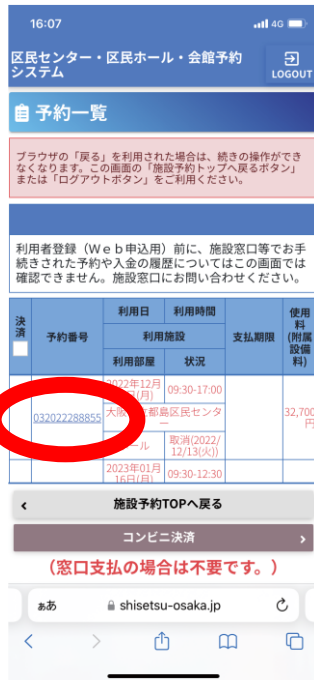 16:07
4G
区民センター・区民ホール・会館予約
システム
LOGOUT
予約一覧
ブラウザの「戻る」を利用された場合は、続きの操作ができ
なくなります。この画面の「施設予約トップへ戻るボタン」
または「ログアウトボタン」をご利用ください。
利用者登録（Ｗｅｂ申込用）前に、施設窓口等でお手
続きされた予約や入金の履歴についてはこの画面では
確認できません。施設窓口にお問い合わせください。
決済
予約番号
利用日
利用時間
利用施設
利用部屋
状況
支払期限
使用料(附属設備料)
2022年12月
(月)
09:30-17:00
032022288855
大阪
都島区民センター
32,700円
ール
取消(2022/12/13(火))
2023年01月
16日(月)
09:30-12:30
施設予約TOPへ戻る
コンビニ決済
（窓口支払の場合は不要です。）
ぁあ
shisetsu-osaka.jp